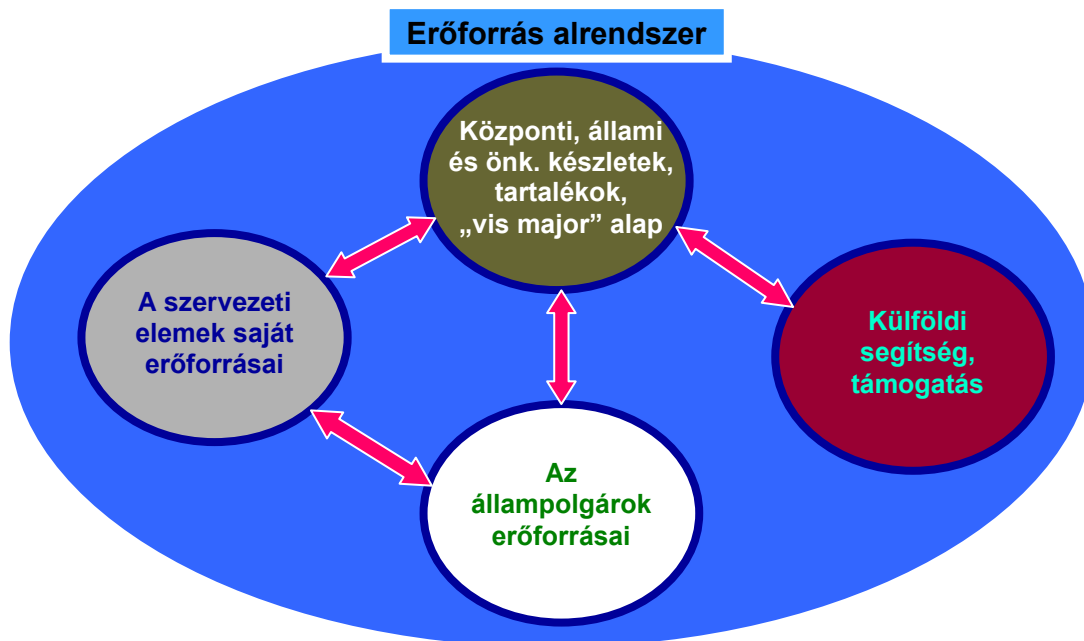 Erőforrás alrendszer
Központi, állami
és önk. készletek,
tartalékok,
„vis major” alap
A szervezeti
elemek saját
erőforrásai
Külföldi
segítség,
támogatás
Az
állampolgárok
erőforrásai